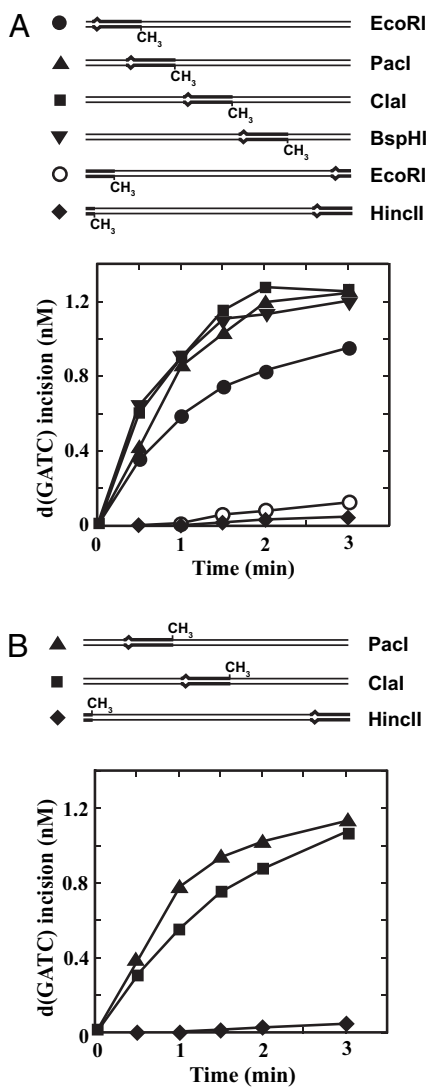 A
EcoRI
CH3
PacI
CH3
ClaI
CH3
BspHI
CH3
EcoRI
CH3
HincII
CH3
d(GATC) incision (nM)
1.2
0.8
0.4
0
0 1 2 3
Time (min)
B
CH3
PacI
CH3
ClaI
CH3
HincII
d(GATC) incision (nM)
1.2
0.8
0.4
0
0 1 2 3
Time (min)